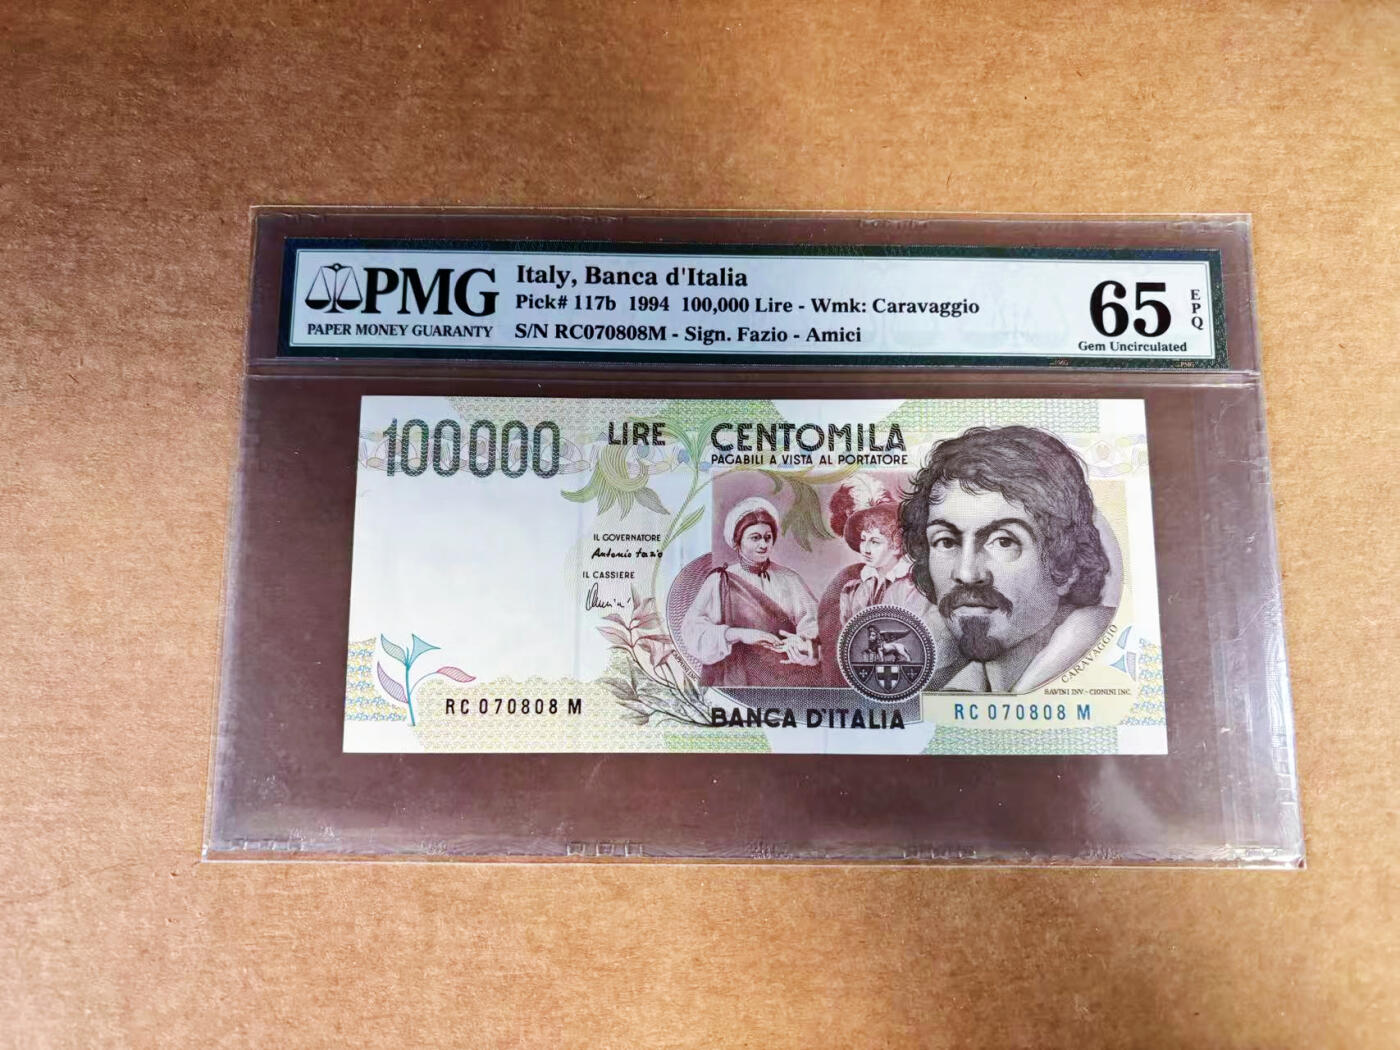 PMG
PAPER MONEY GUARANTY
Italy, Banca d'Italia
Pick# 117b 1994 100,000 Lire - Wmk: Caravaggio
S/N RC070808M - Sign. Fazio - Amici
65
EPQ
Gem Uncirculated
100000
LIRE
CENTOMILA
PAGABILI A VISTA AL PORTATORE
IL GOVERNATORE
Antonio Fazio
IL CASSIERE
CARAVAGGIO
SAVINI INV. - CIONINI INC.
RC 070808 M
BANCA D'ITALIA
RC 070808 M